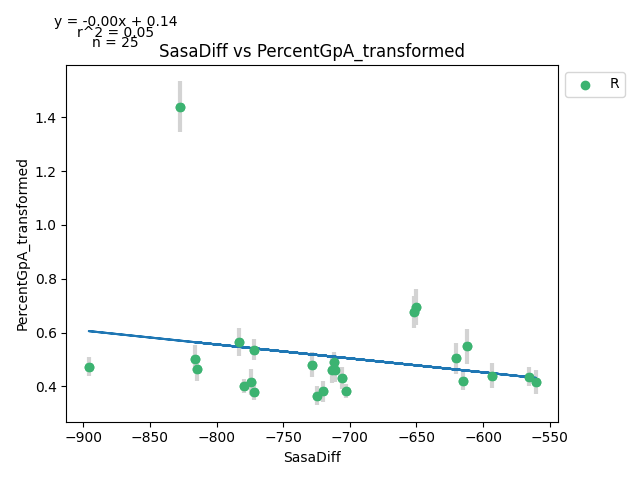 y = -0.00x + 0.14
r^2 = 0.05
n = 25
SasaDiff vs PercentGpA_transformed
R
PercentGpA_transformed
1.4
1.2
1.0
0.8
0.6
0.4
−900 −850 −800 −750 −700 −650 −600 −550
SasaDiff